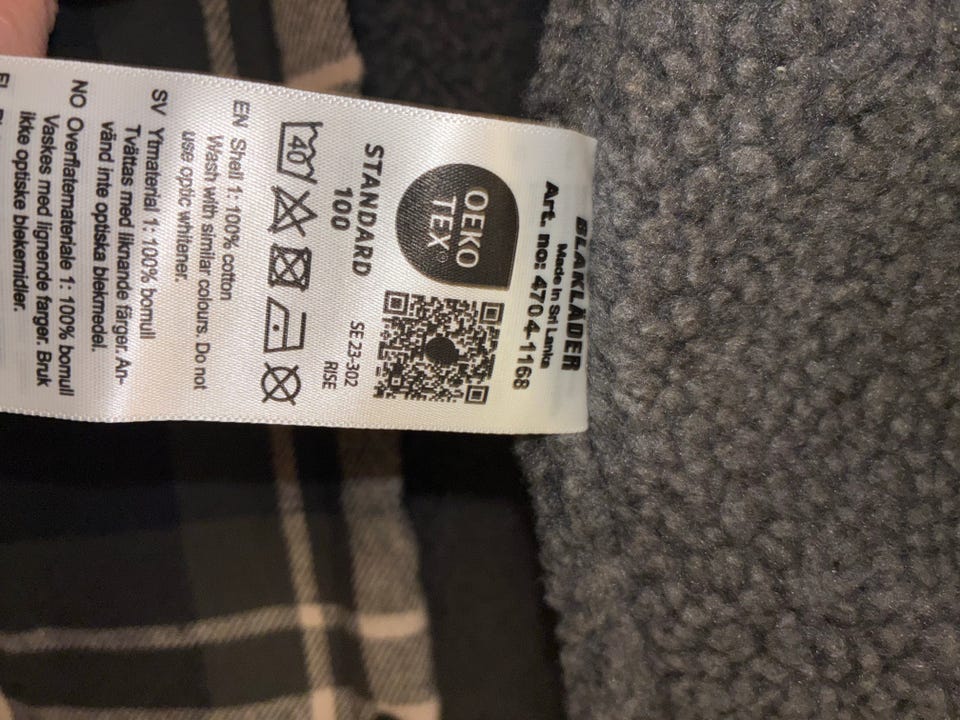 BLÅKLÄDER
Made in Sri Lanka
Art. no: 4704-1168
OEKO
TEX®
STANDARD
100
SE 23-302
RISE
40
EN Shell 1: 100% cotton
Wash with similar colours. Do not
use optic whitener.
SV Ytmaterial 1: 100% bomull
Tvättas med liknande färger. An-
vänd inte optiska blekmedel.
NO Overflatemateriale 1: 100% bomull
Vaskes med lignende farger. Bruk
ikke optiske blekemidler.